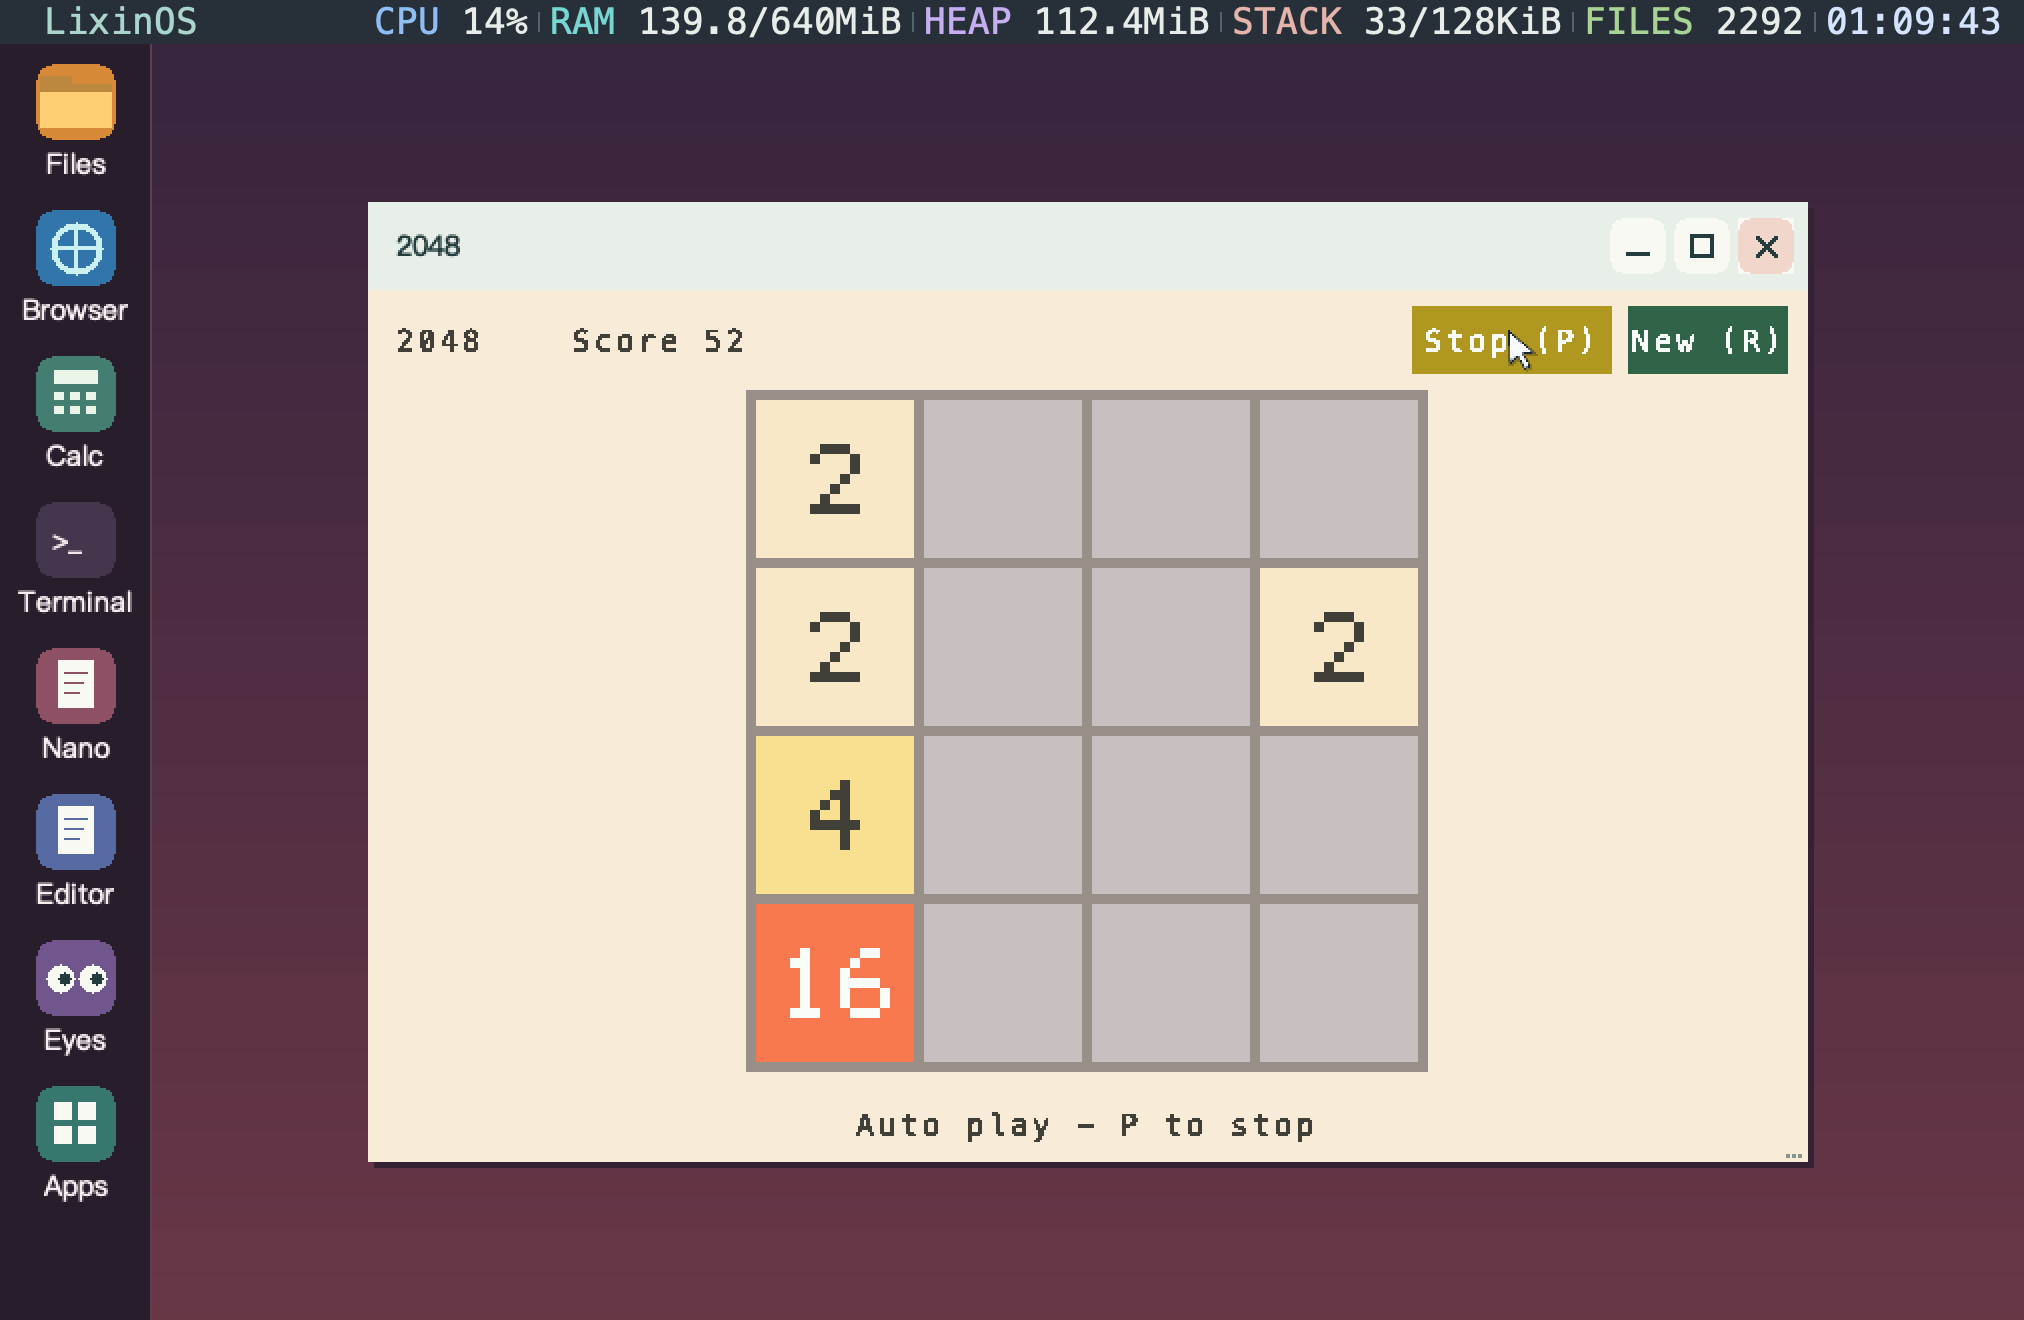 LixinOS CPU 14% RAM 139.8/640MiB HEAP 112.4MiB STACK 33/128KiB FILES 2292 01:09:43
Files
Browser
Calc
>_
Terminal
Nano
Editor
Eyes
Apps
2048
2048 Score 52 Stop (P) New (R)
2
2 2
4
16
Auto play – P to stop